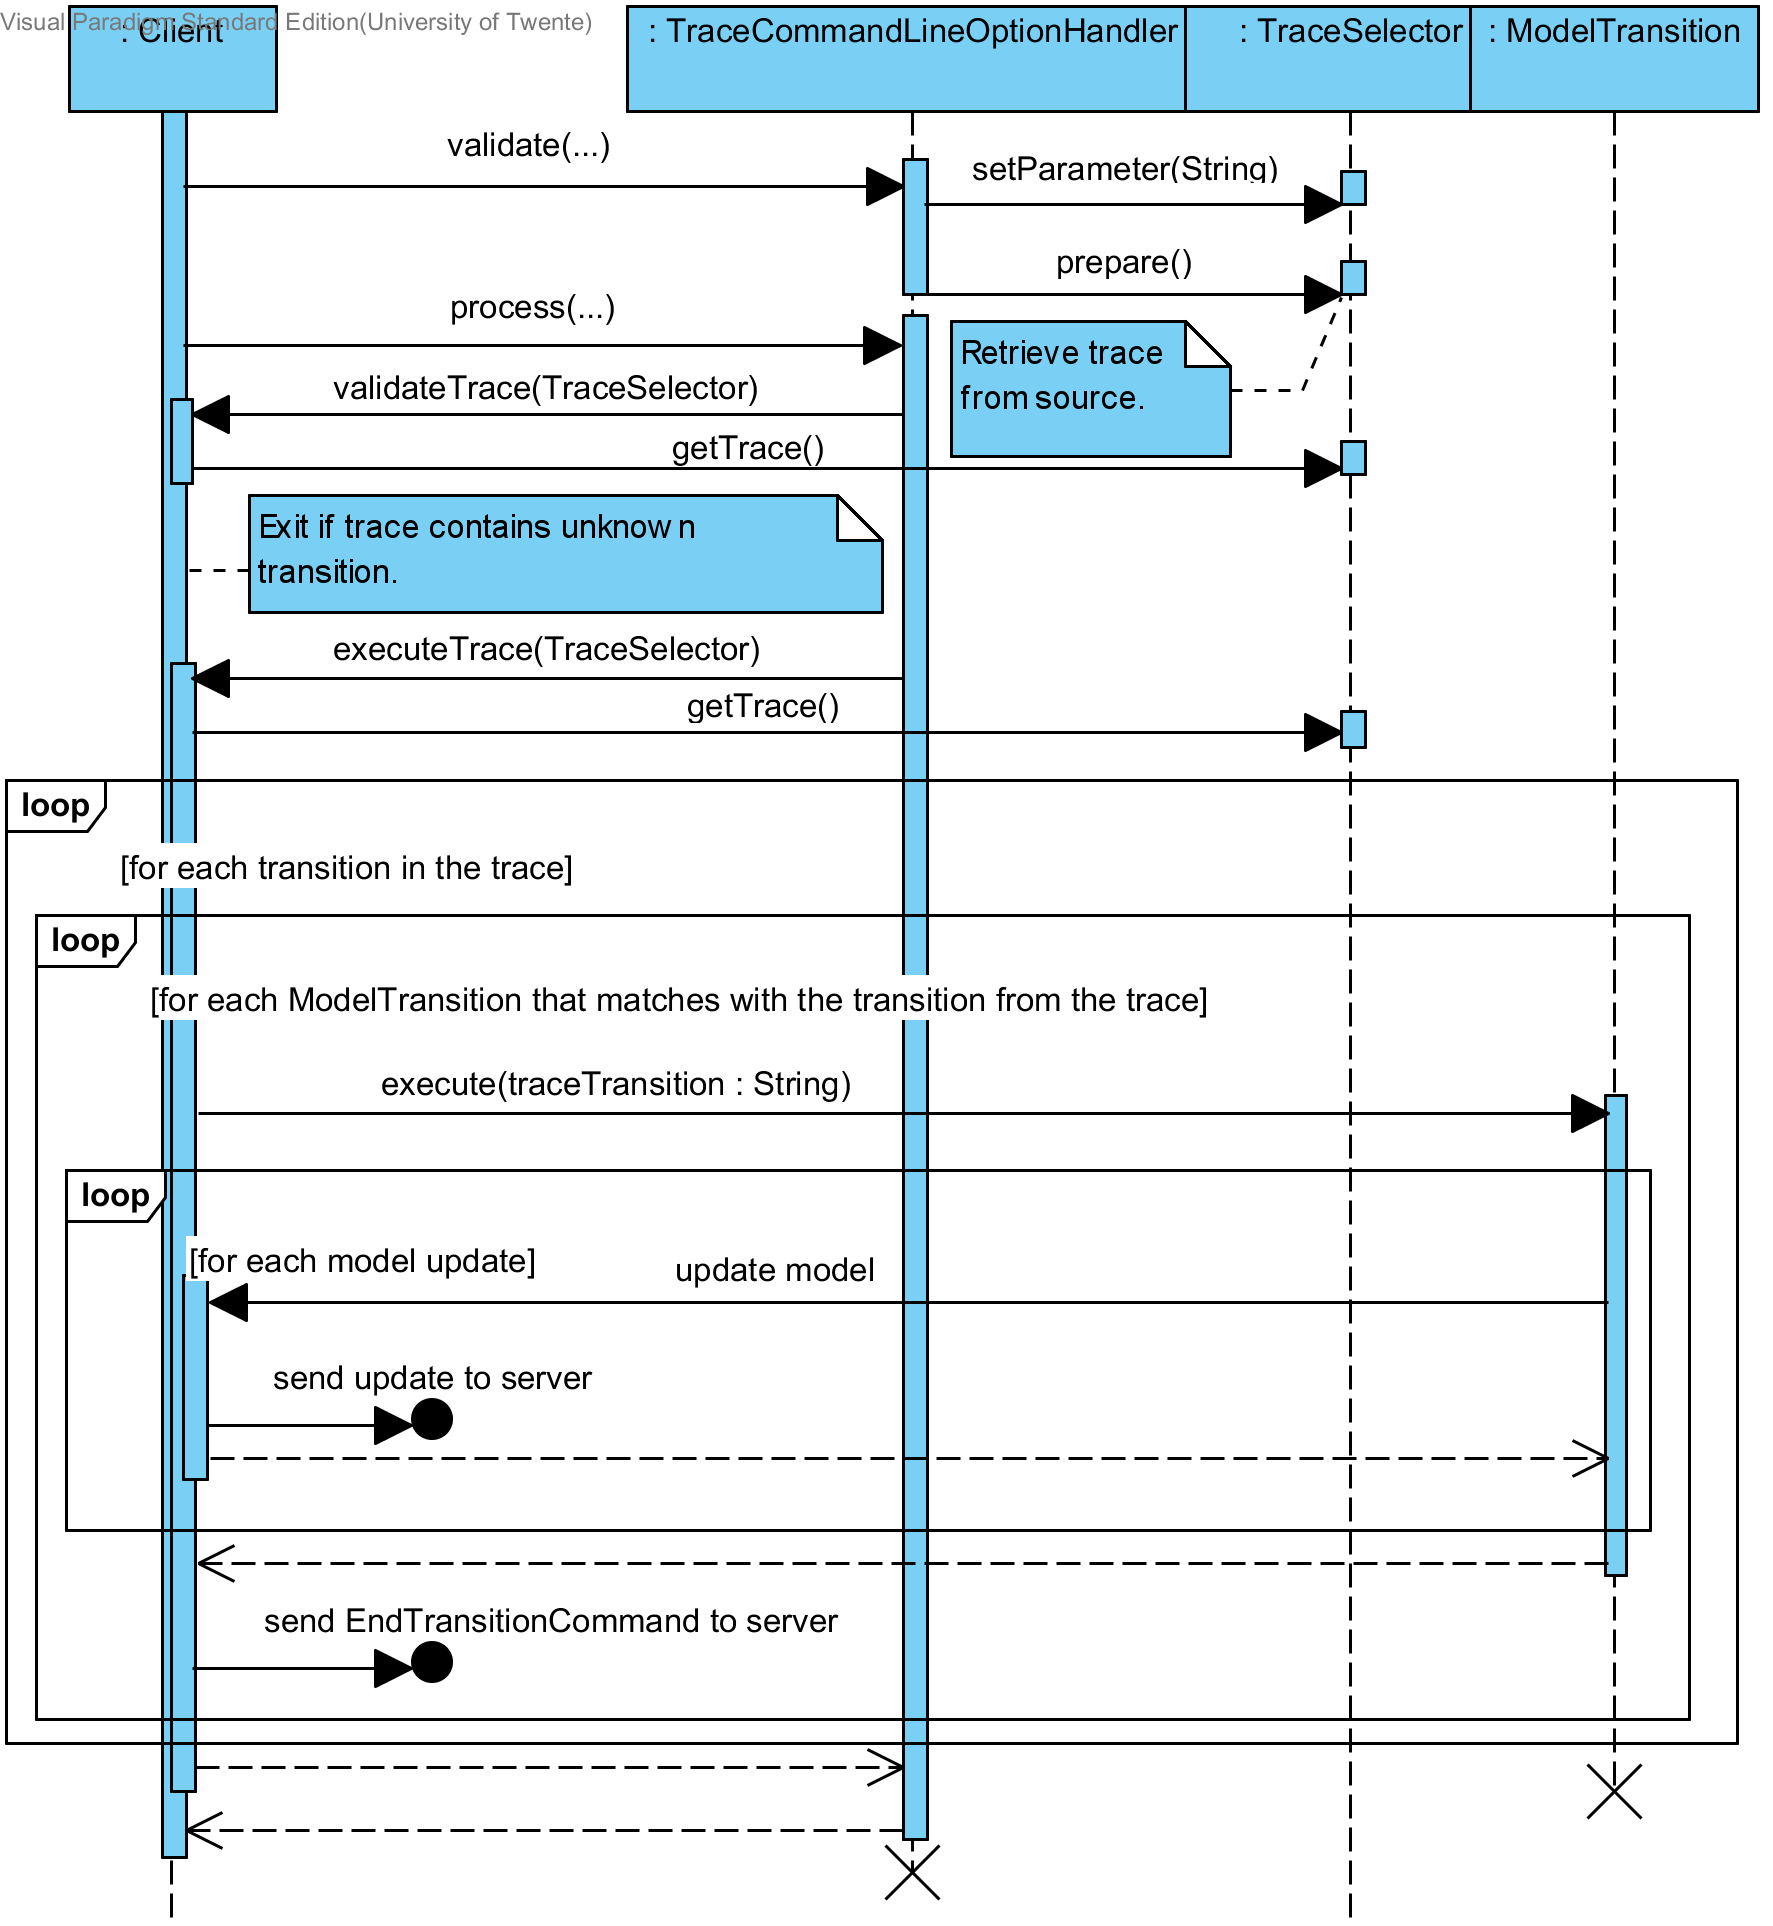 Visual Paradigm Standard Edition(University of Twente)
: Client
: TraceCommandLineOptionHandler
: TraceSelector
: ModelTransition
validate(...)
setParameter(String)
prepare()
process(...)
Retrieve trace
from source.
validateTrace(TraceSelector)
getTrace()
Exit if trace contains unknown
transition.
executeTrace(TraceSelector)
getTrace()
loop
[for each transition in the trace]
loop
[for each ModelTransition that matches with the transition from the trace]
execute(traceTransition : String)
loop
[for each model update]
update model
send update to server
send EndTransitionCommand to server